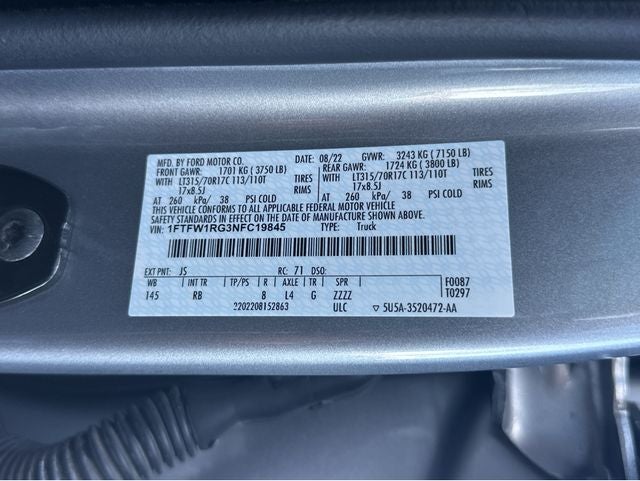 MFD. BY FORD MOTOR CO. DATE: 08/22 GVWR: 3243 KG ( 7150 LB)
FRONT GAWR: 1701 KG ( 3750 LB) REAR GAWR: 1724 KG ( 3800 LB)
WITH LT315/70R17C 113/110T TIRES WITH LT315/70R17C 113/110T TIRES
17x8.5J RIMS 17x8.5J RIMS
AT 260 kPa/ 38 PSI COLD AT 260 kPa/ 38 PSI COLD
THIS VEHICLE CONFORMS TO ALL APPLICABLE FEDERAL MOTOR VEHICLE
SAFETY STANDARDS IN EFFECT ON THE DATE OF MANUFACTURE SHOWN ABOVE.
VIN: 1FTFW1RG3NFC19845 TYPE: Truck
EXT PNT: JS RC: 71 DSO:
WB INT TR TP/PS R AXLE TR SPR F0087
145 RB 8 L4 G ZZZZ T0297
2202208152863 ULC ▽ 5U5A-3520472-AA